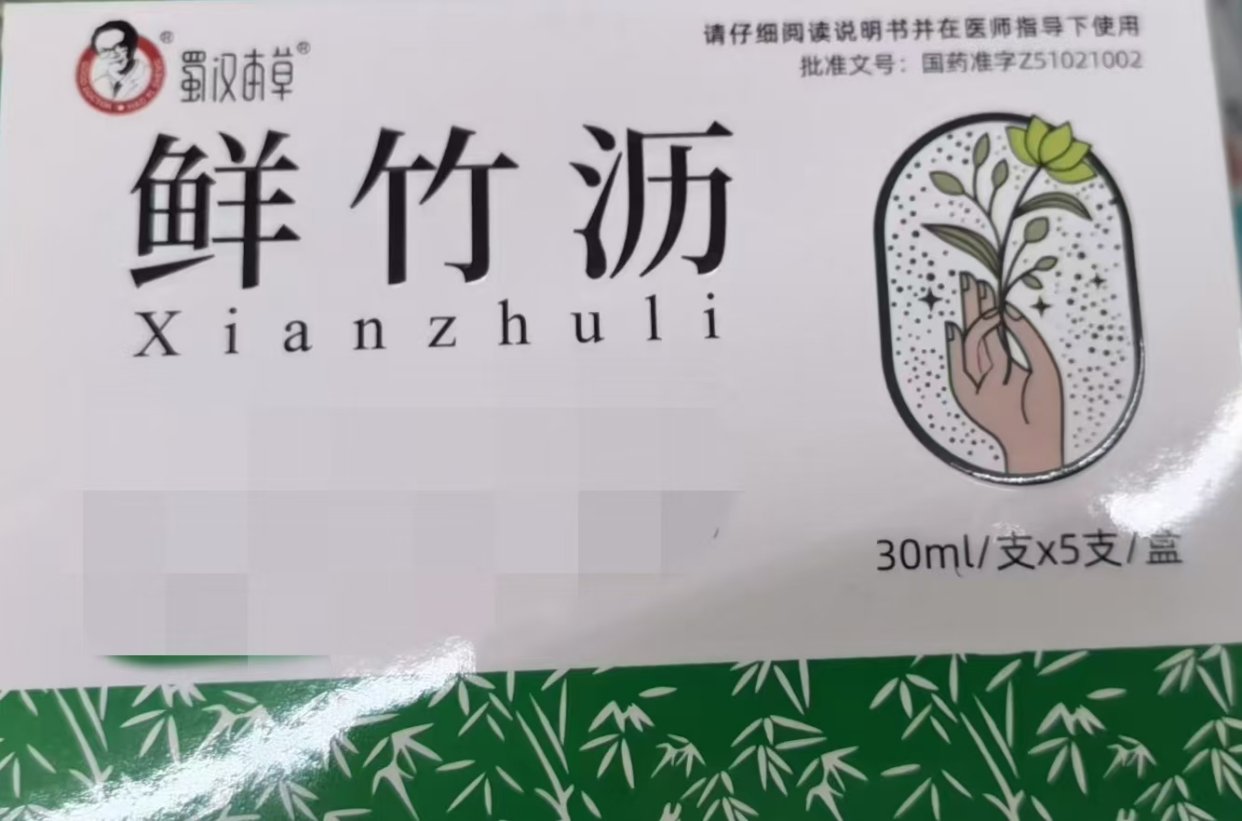 请仔细阅读说明书并在医师指导下使用
批准文号：国药准字Z51021002
蜀汉本草
鲜竹沥
Xianzhuli
30ml/支x5支/盒